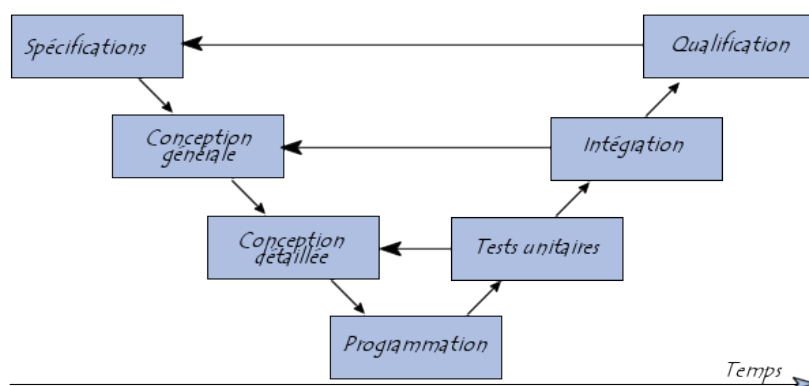 Spécifications
Qualification
Conception
générale
Intégration
Conception
détaillée
Tests unitaires
Programmation
Temps